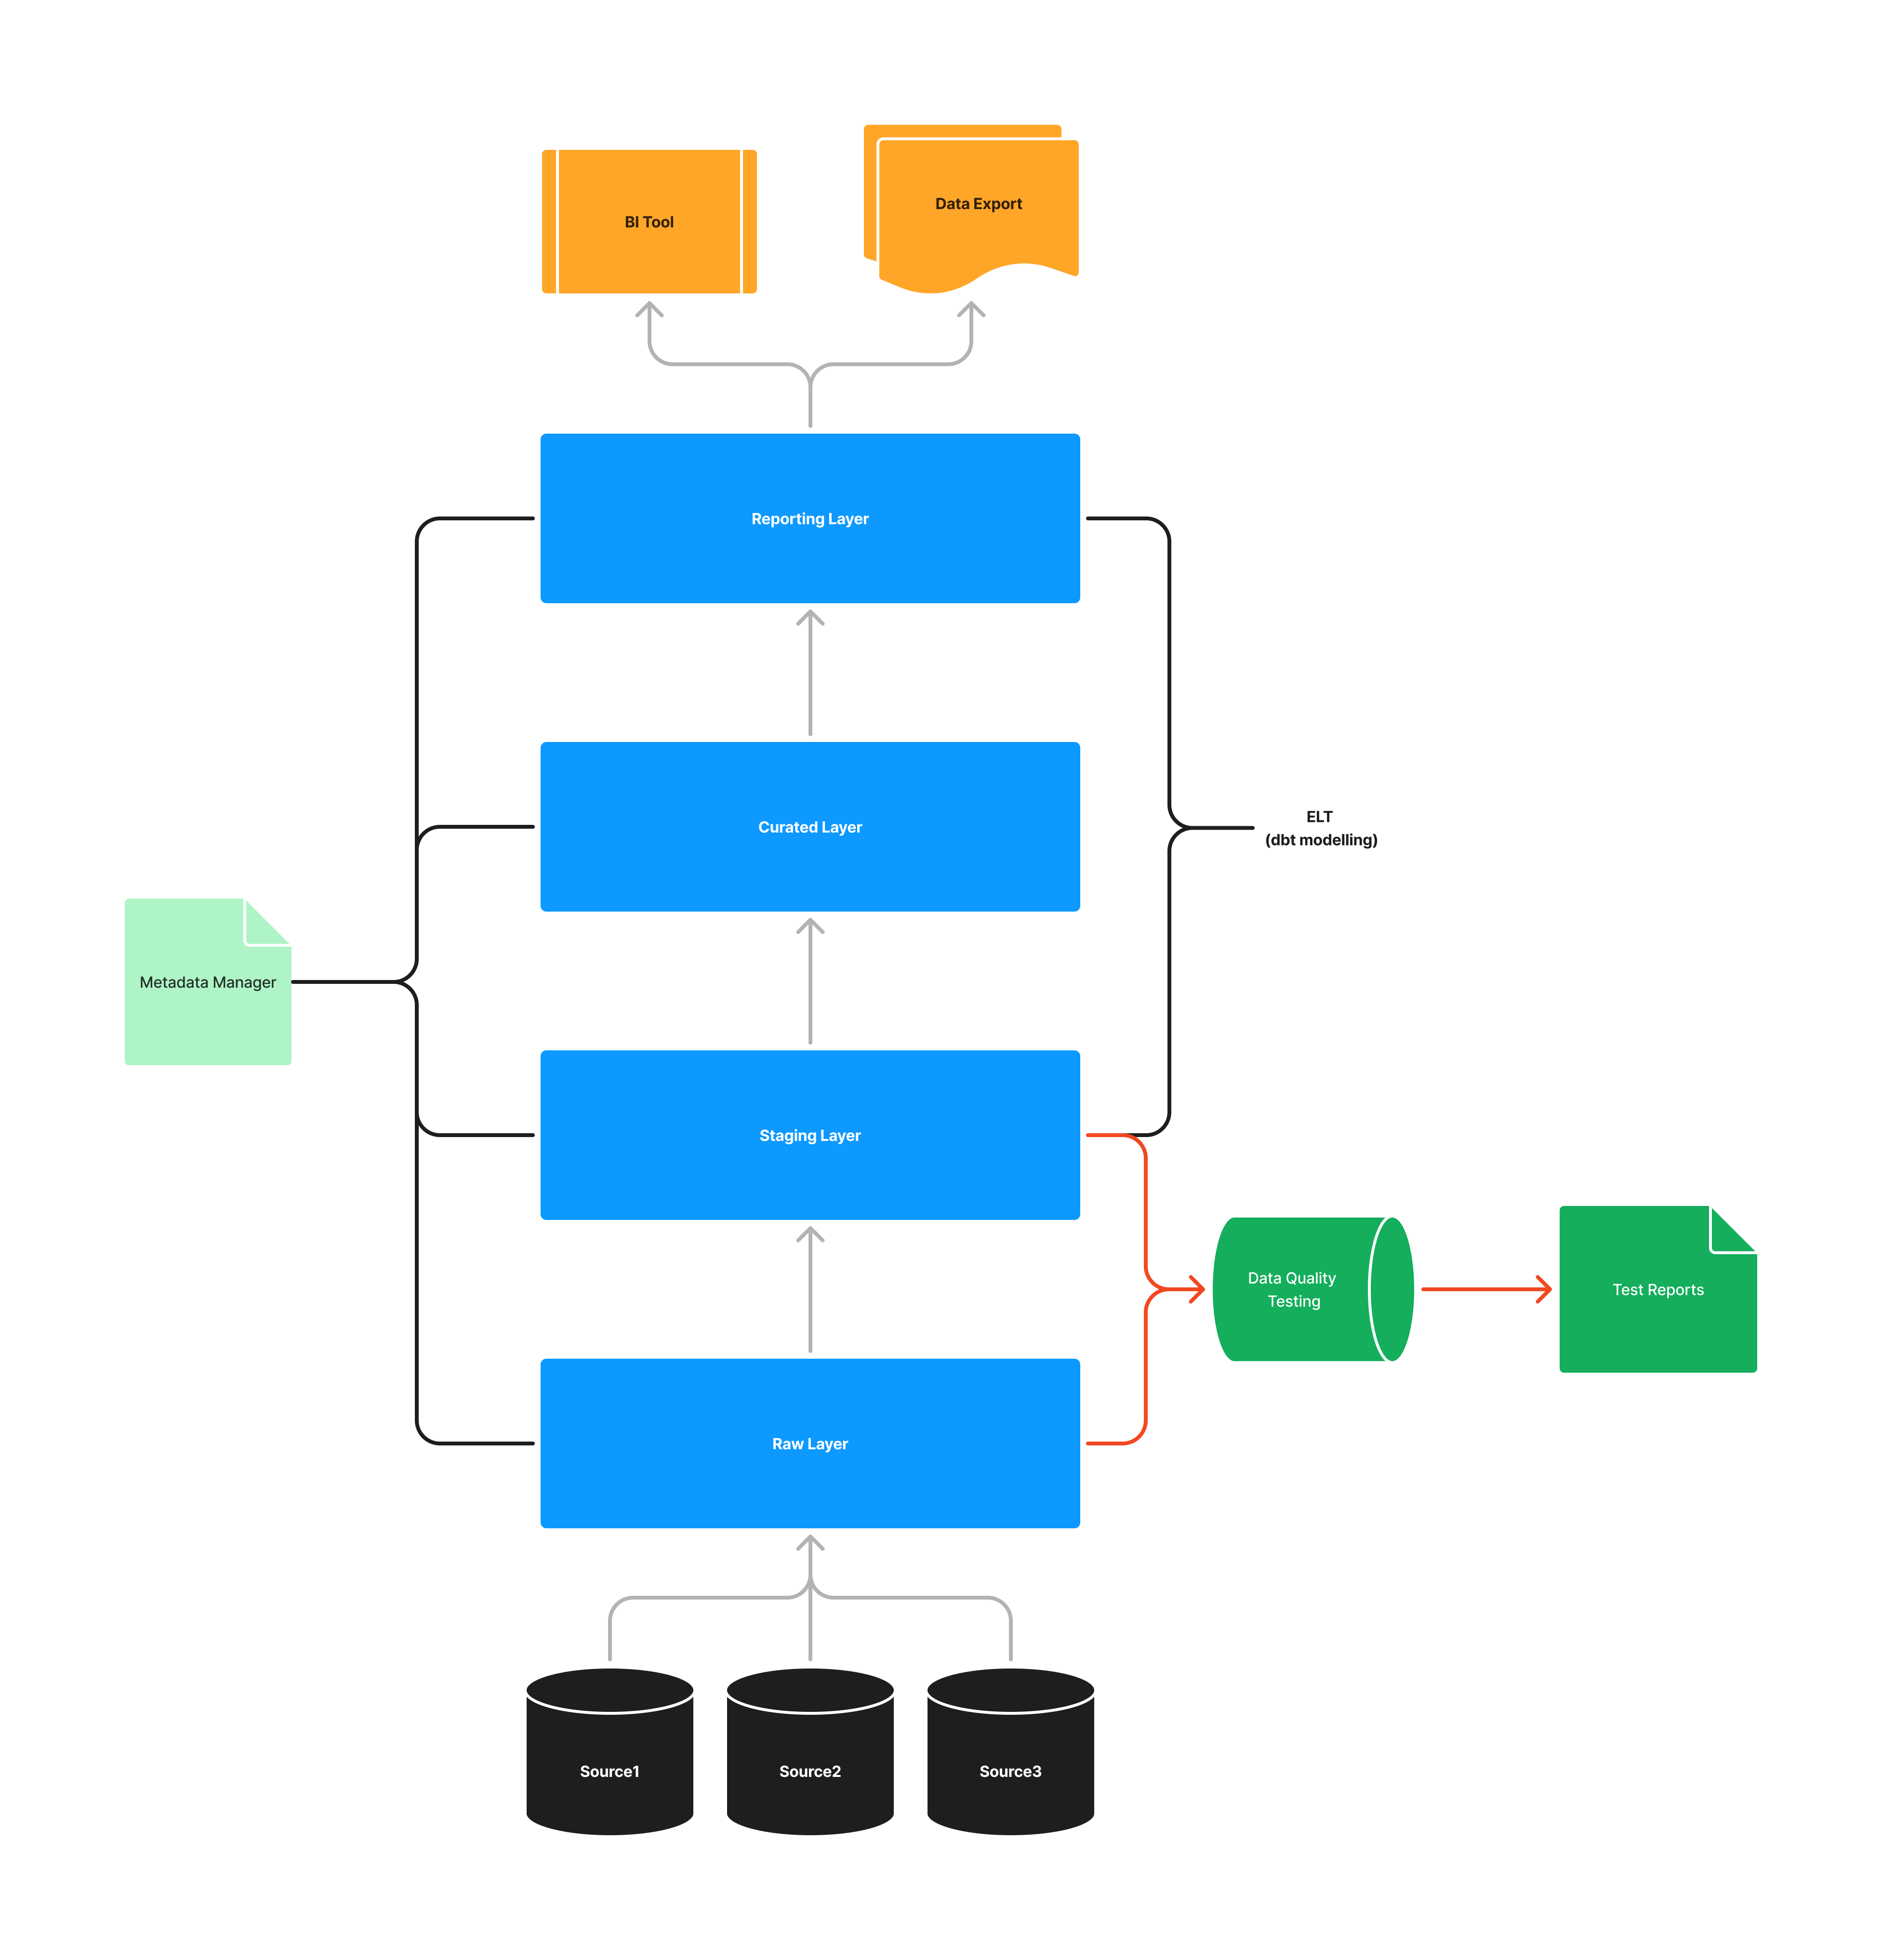 BI Tool
Data Export
Reporting Layer
Curated Layer
ELT
(dbt modelling)
Metadata Manager
Staging Layer
Data Quality
Testing
Test Reports
Raw Layer
Source1
Source2
Source3